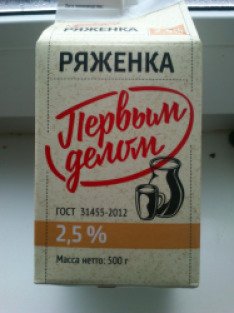 РЯЖЕНКА
Первым
делом
ГОСТ 31455-2012
2,5 %
Масса нетто: 500 г